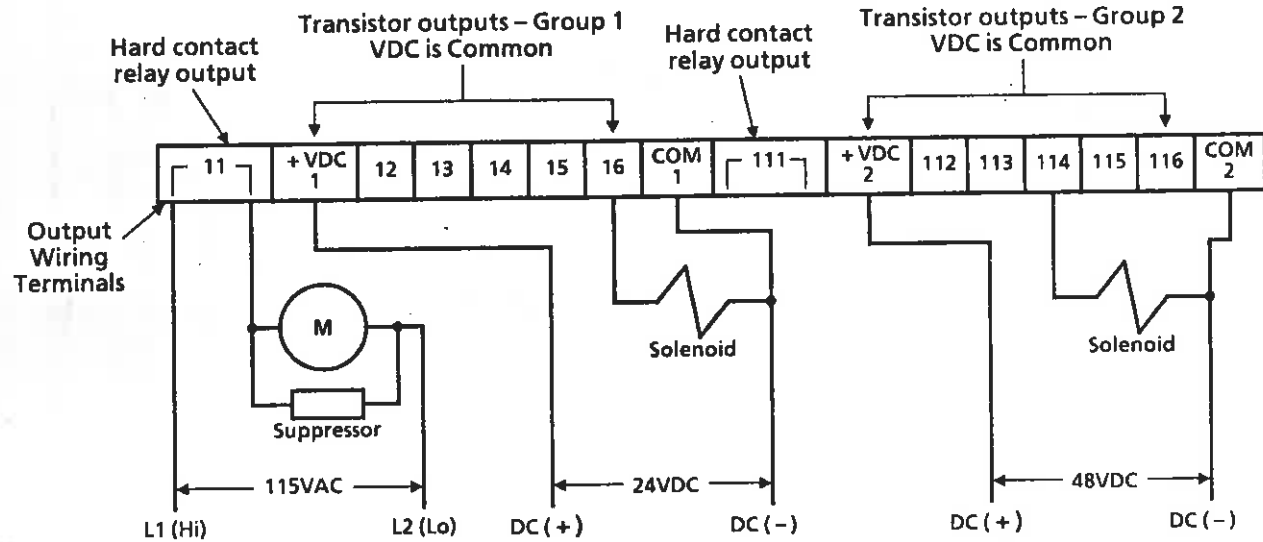 Transistor outputs – Group 1
VDC is Common
Transistor outputs – Group 2
VDC is Common
Hard contact
relay output
Hard contact
relay output
11
+ VDC
1
12
13
14
15
16
COM
1
111
+ VDC
2
112
113
114
115
116
COM
2
Output
Wiring
Terminals
M
Suppressor
Solenoid
Solenoid
115VAC
24VDC
48VDC
L1 (Hi)
L2 (Lo)
DC (+)
DC (–)
DC (+)
DC (–)